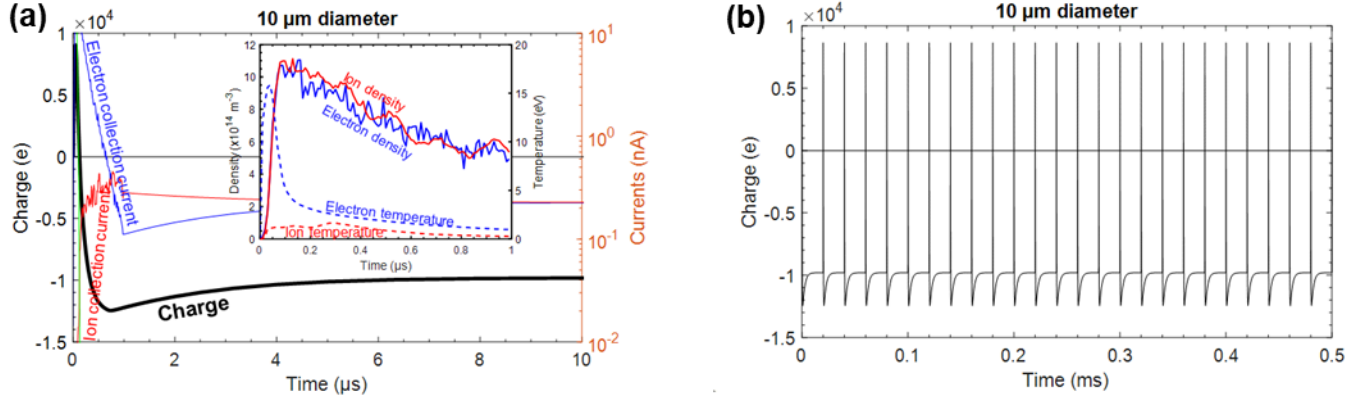 (a)
10 µm diameter
×10⁴
1
0.5
0
-0.5
-1
-1.5
Charge (e)
0
2
4
6
8
10
Time (µs)
10¹
10⁰
10⁻¹
10⁻²
Currents (nA)
Electron collection current
Ion collection current
Charge
12
10
8
6
4
2
0
Density (x10¹⁴ m⁻³)
20
15
10
5
0
Temperature (eV)
Ion density
Electron density
Electron temperature
Ion Temperature
0
0.2
0.4
0.6
0.8
1
Time (µs)
(b)
10 µm diameter
×10⁴
1
0.5
0
-0.5
-1
-1.5
Charge (e)
0
0.1
0.2
0.3
0.4
0.5
Time (ms)